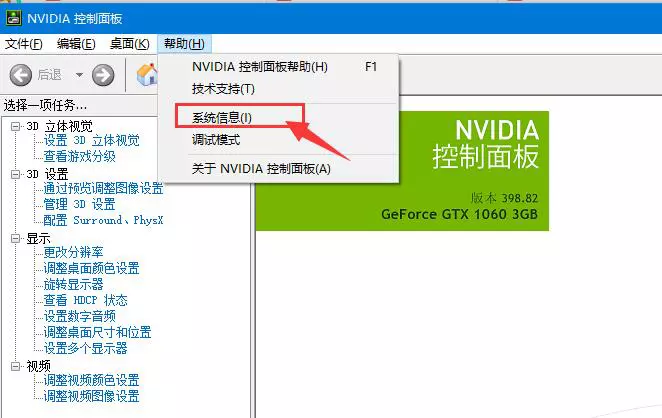 NVIDIA 控制面板
文件(F) 编辑(E) 桌面(K) 帮助(H)
后退
NVIDIA 控制面板帮助(H) F1
技术支持(T)
系统信息(I)
调试模式
关于 NVIDIA 控制面板(A)
选择一项任务...
3D 立体视觉
设置 3D 立体视觉
查看游戏分级
3D 设置
通过预览调整图像设置
管理 3D 设置
配置 Surround、PhysX
显示
更改分辨率
调整桌面颜色设置
旋转显示器
查看 HDCP 状态
设置数字音频
调整桌面尺寸和位置
设置多个显示器
视频
调整视频颜色设置
调整视频图像设置
NVIDIA
控制面板
版本 398.82
GeForce GTX 1060 3GB